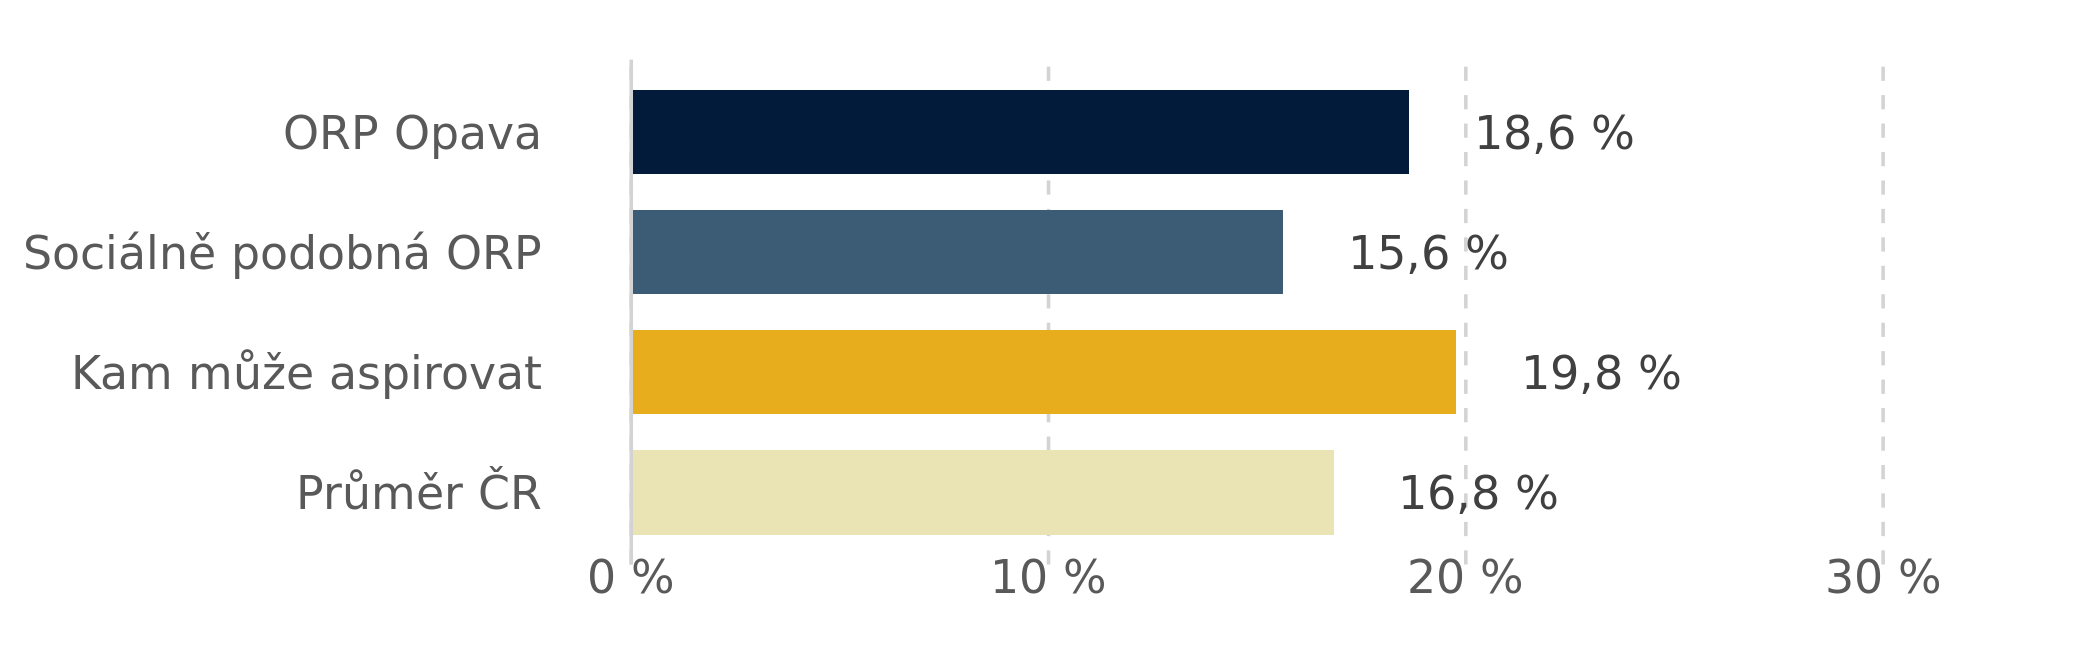 ORP Opava 18,6 %
Sociálně podobná ORP 15,6 %
Kam může aspirovat 19,8 %
Průměr ČR 16,8 %
0 % 10 % 20 % 30 %